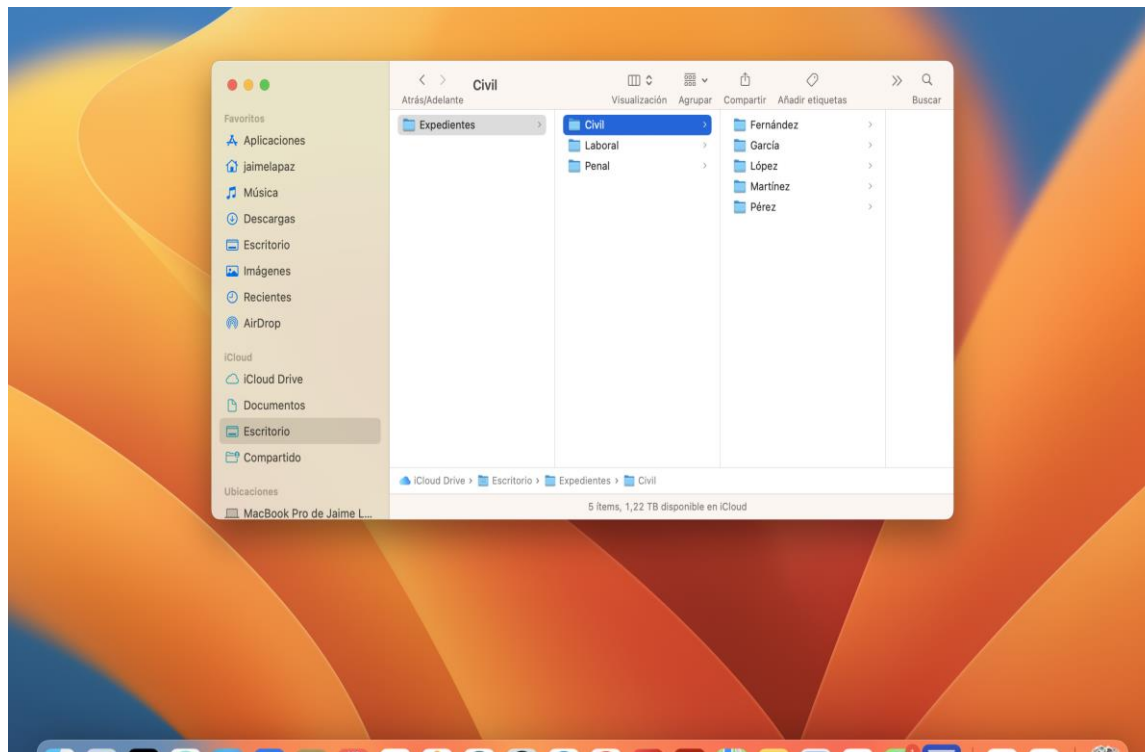 Civil
Atrás/Adelante
Visualización
Agrupar
Compartir
Añadir etiquetas
Buscar
Favoritos
Aplicaciones
jaimelapaz
Música
Descargas
Escritorio
Imágenes
Recientes
AirDrop
iCloud
iCloud Drive
Documentos
Escritorio
Compartido
Ubicaciones
MacBook Pro de Jaime L...
Expedientes
Civil
Laboral
Penal
Fernández
García
López
Martínez
Pérez
iCloud Drive › Escritorio › Expedientes › Civil
5 ítems, 1,22 TB disponible en iCloud